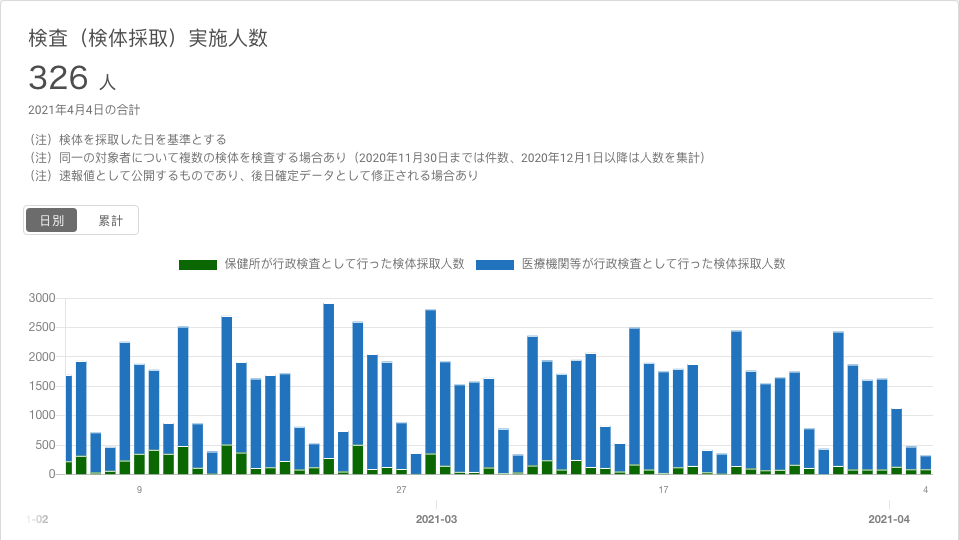 検査（検体採取）実施人数
326 人
2021年4月4日の合計
（注）検体を採取した日を基準とする
（注）同一の対象者について複数の検体を検査する場合あり（2020年11月30日までは件数、2020年12月1日以降は人数を集計）
（注）速報値として公開するものであり、後日確定データとして修正される場合あり
日別 累計
保健所が行政検査として行った検体採取人数 医療機関等が行政検査として行った検体採取人数
3000
2500
2000
1500
1000
500
0
9 27 17 4
1-02 2021-03 2021-04